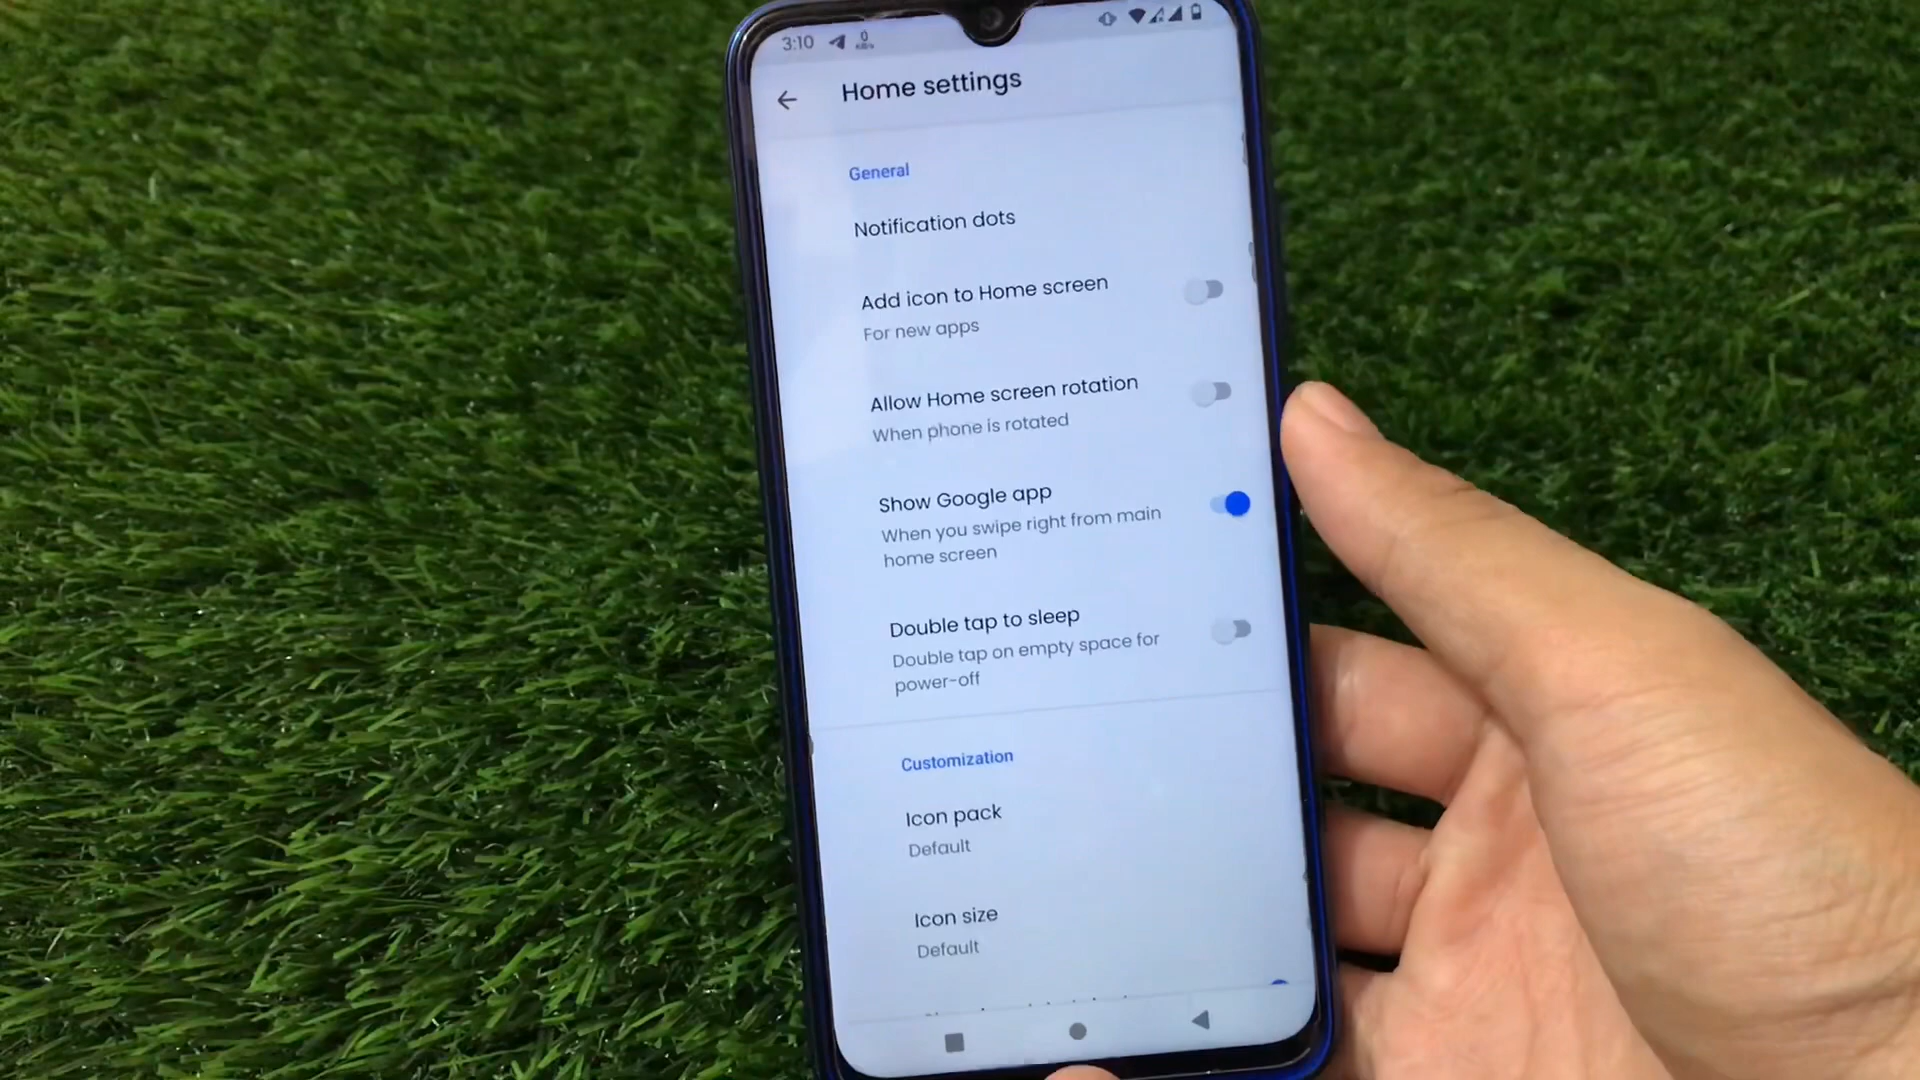 3:10 0
KB/s
Home settings
General
Notification dots
Add icon to Home screen
For new apps
Allow Home screen rotation
When phone is rotated
Show Google app
When you swipe right from main
home screen
Double tap to sleep
Double tap on empty space for
power-off
Customization
Icon pack
Default
Icon size
Default